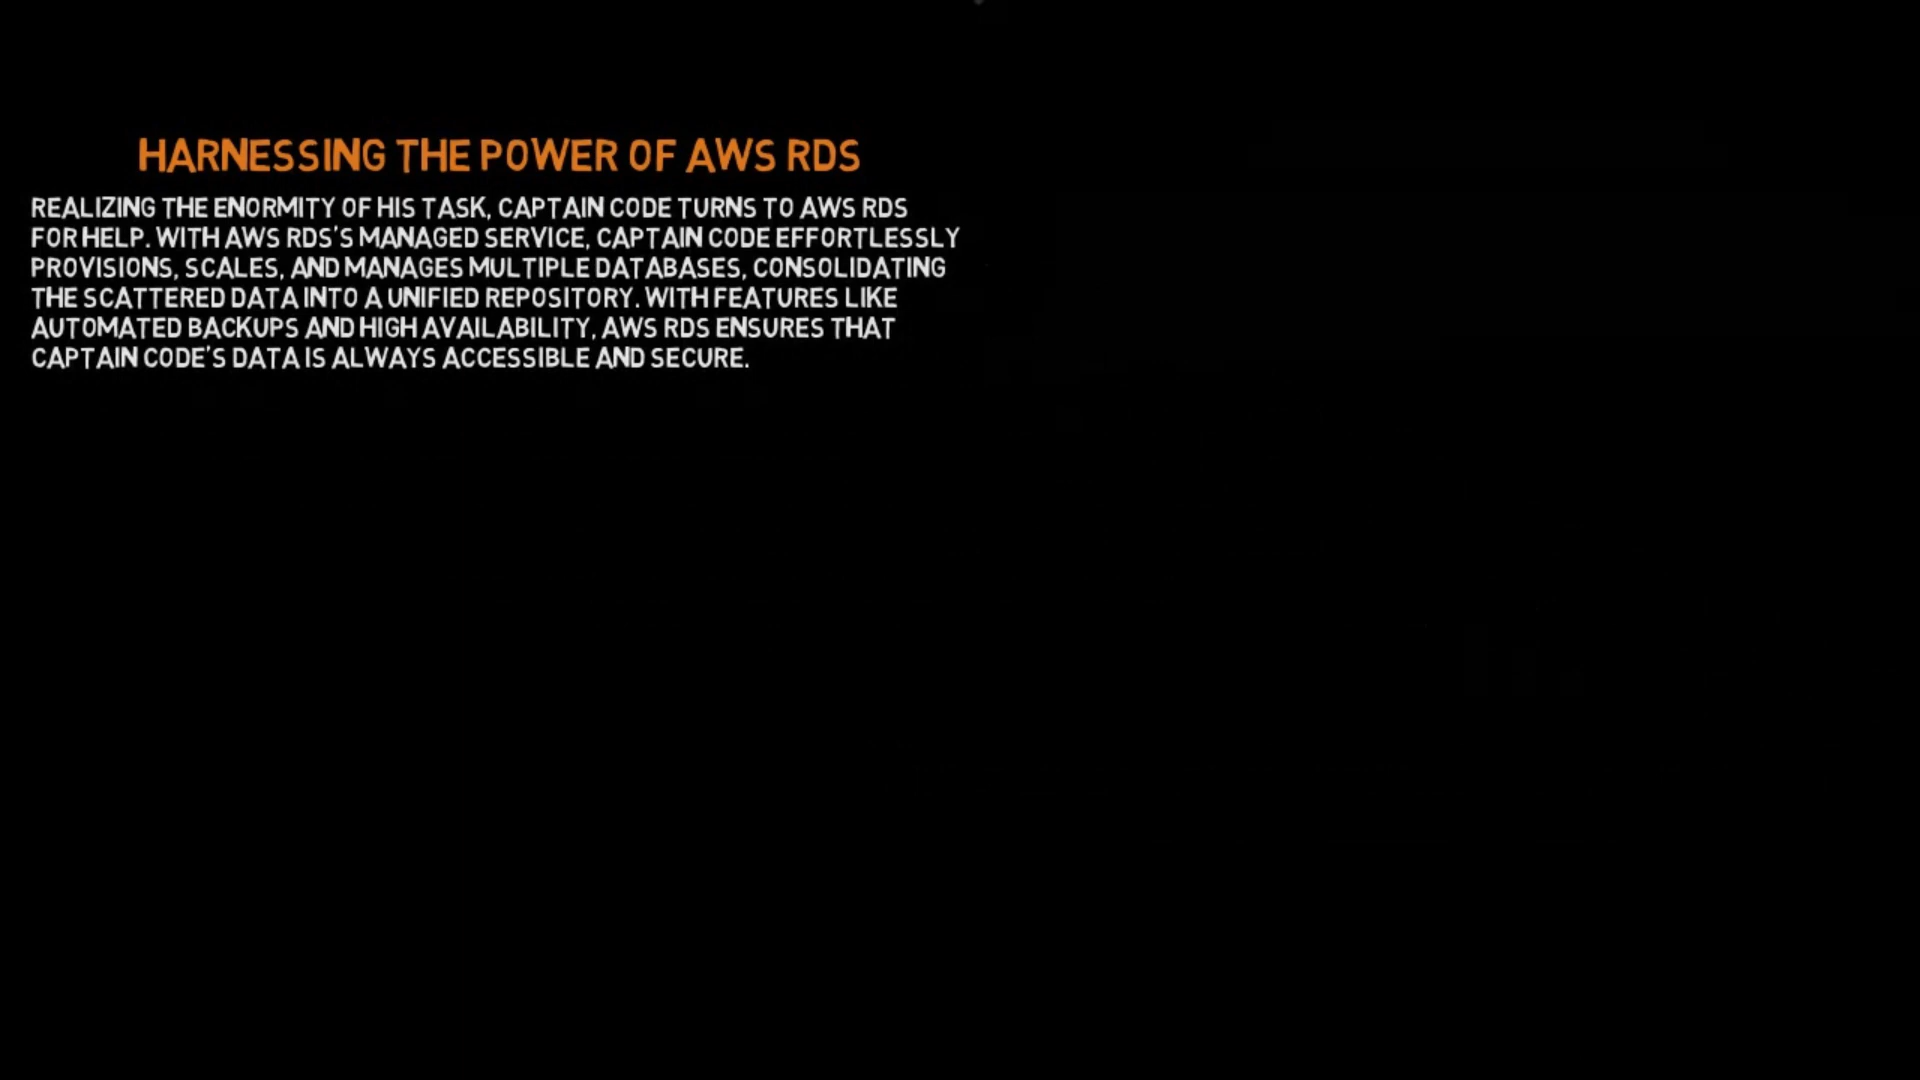 HARNESSING THE POWER OF AWS RDS
REALIZING THE ENORMITY OF HIS TASK, CAPTAIN CODE TURNS TO AWS RDS
FOR HELP. WITH AWS RDS'S MANAGED SERVICE, CAPTAIN CODE EFFORTLESSLY
PROVISIONS, SCALES, AND MANAGES MULTIPLE DATABASES, CONSOLIDATING
THE SCATTERED DATA INTO A UNIFIED REPOSITORY. WITH FEATURES LIKE
AUTOMATED BACKUPS AND HIGH AVAILABILITY, AWS RDS ENSURES THAT
CAPTAIN CODE'S DATA IS ALWAYS ACCESSIBLE AND SECURE.